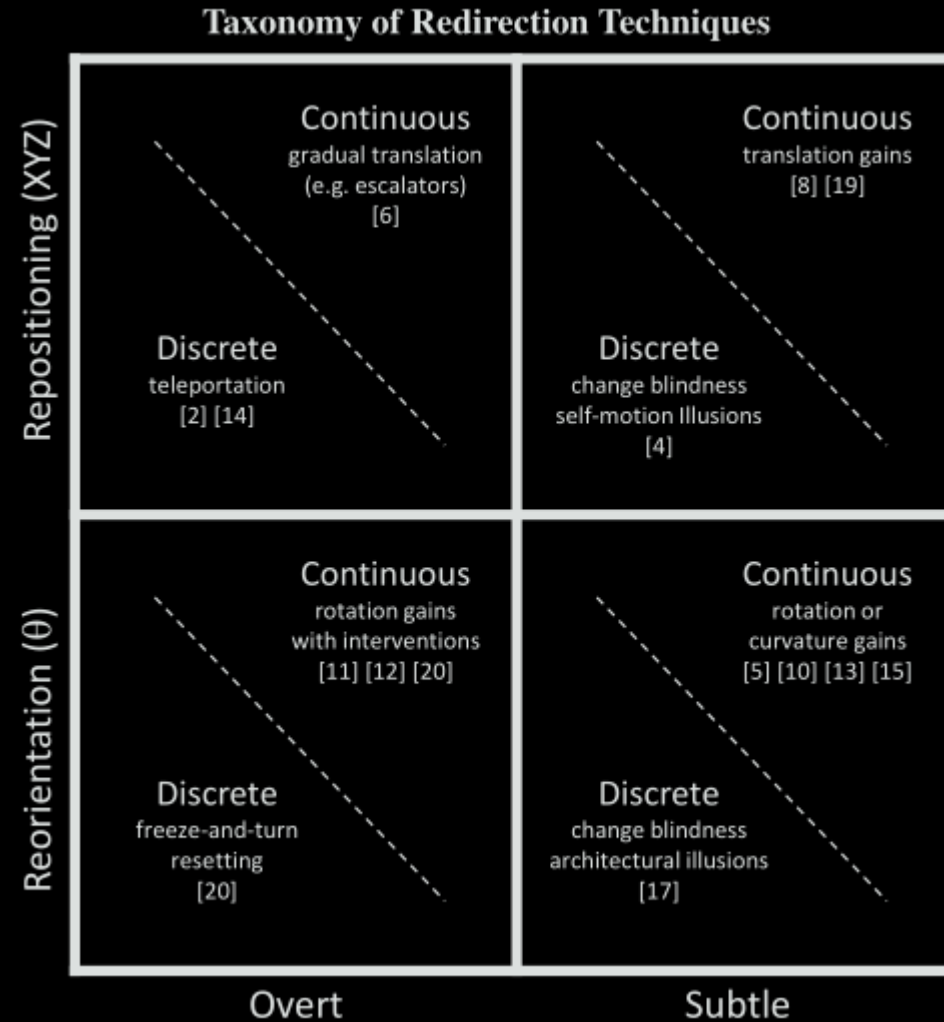 Taxonomy of Redirection Techniques
Repositioning (XYZ)
Continuous
gradual translation
(e.g. escalators)
[6]
Discrete
teleportation
[2] [14]
Continuous
translation gains
[8] [19]
Discrete
change blindness
self-motion Illusions
[4]
Reorientation (θ)
Continuous
rotation gains
with interventions
[11] [12] [20]
Discrete
freeze-and-turn
resetting
[20]
Continuous
rotation or
curvature gains
[5] [10] [13] [15]
Discrete
change blindness
architectural illusions
[17]
Overt
Subtle